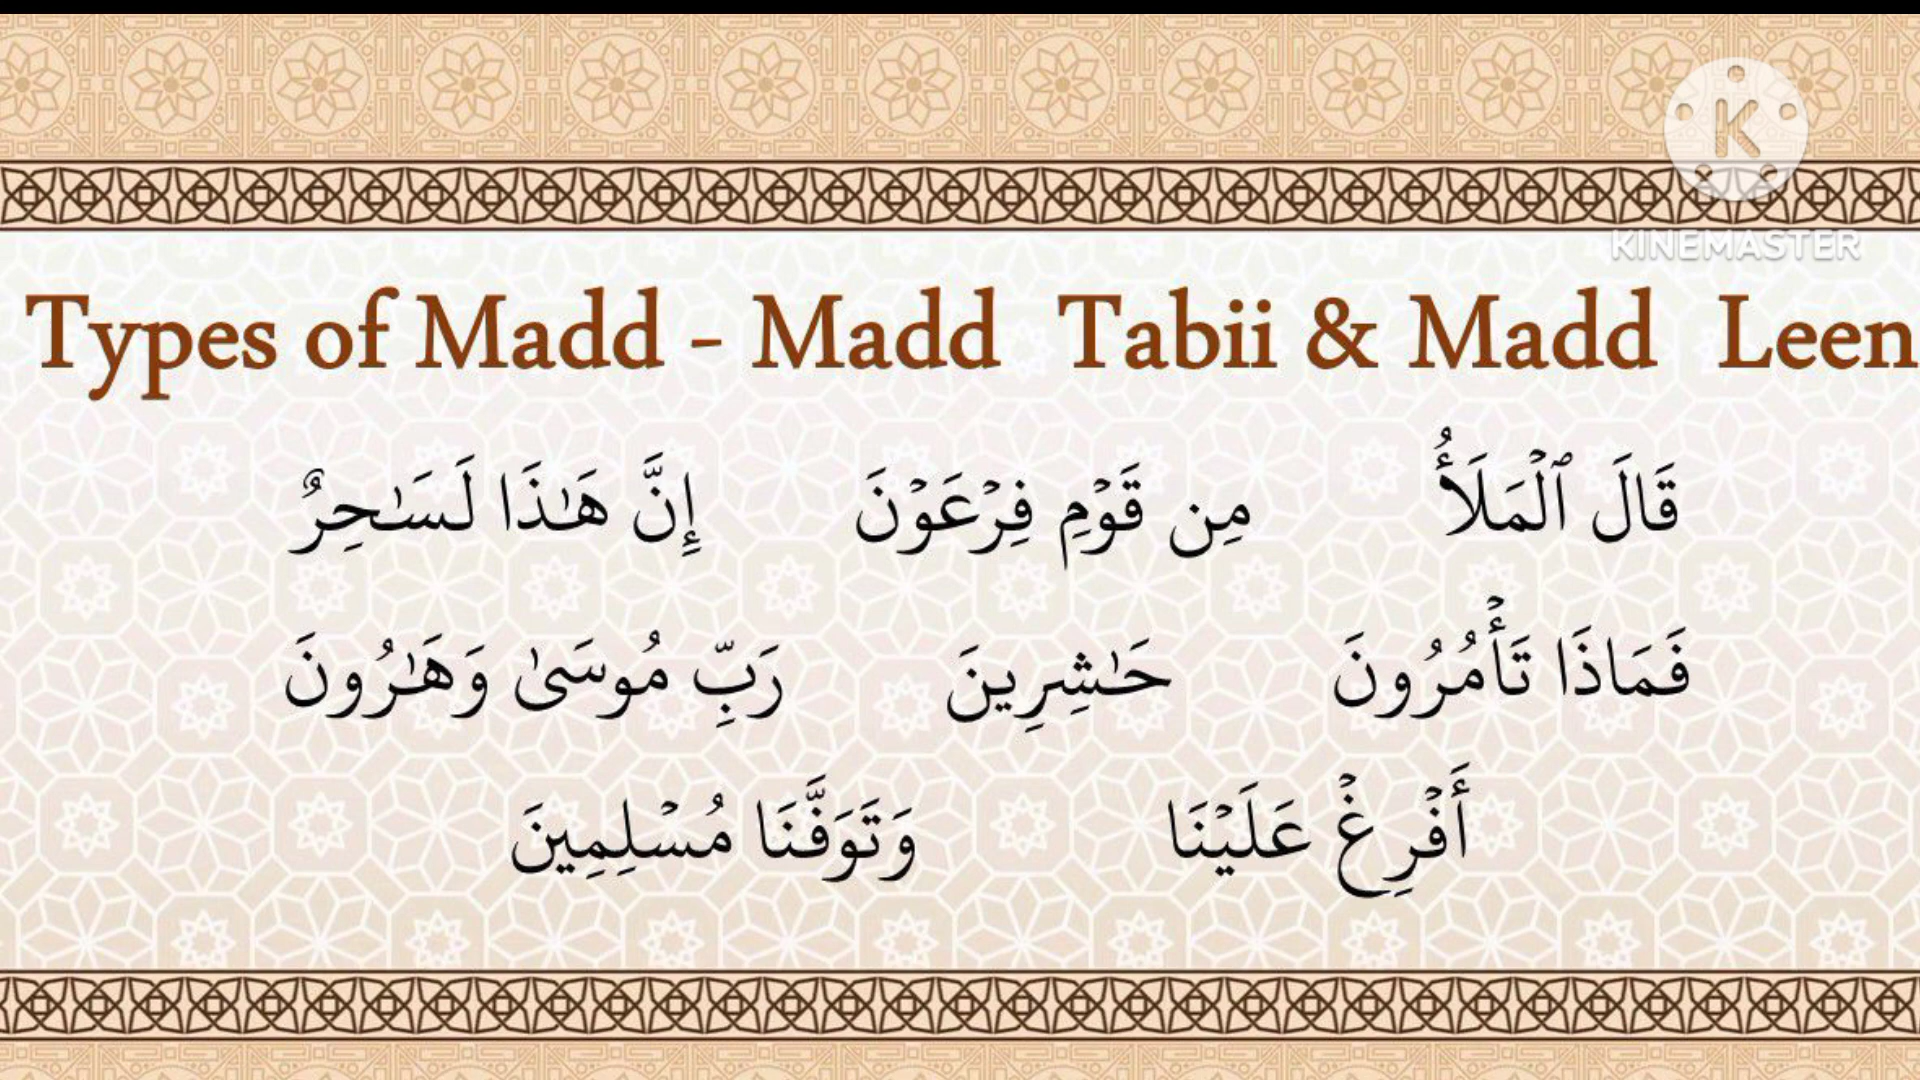 KINEMASTER
Types of Madd - Madd Tabii & Madd Leen
قَالَ ٱلْمَلَأُ مِن قَوْمِ فِرْعَوْنَ إِنَّ هَـٰذَا لَسَـٰحِرٌ
فَمَاذَا تَأْمُرُونَ حَـٰشِرِينَ رَبِّ مُوسَىٰ وَهَـٰرُونَ
أَفْرِغْ عَلَيْنَا وَتَوَفَّنَا مُسْلِمِينَ